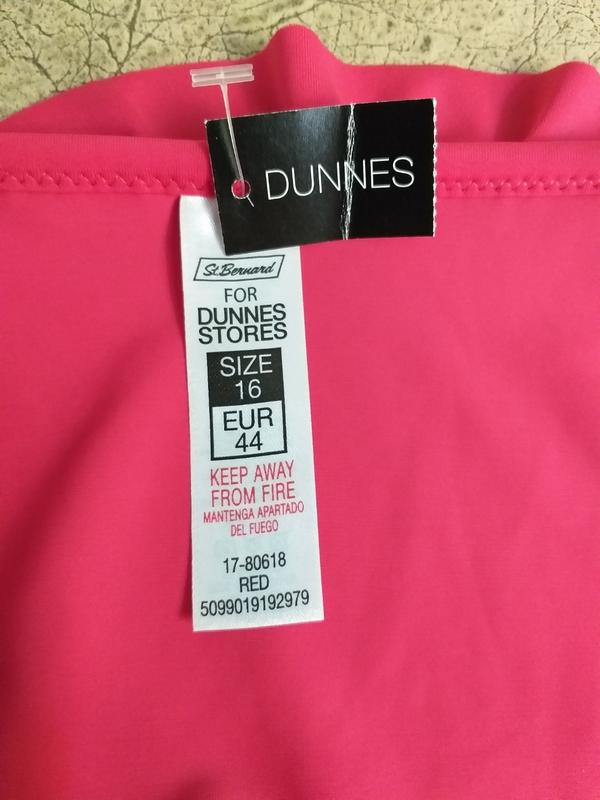 DUNNES
St.Bernard
FOR
DUNNES
STORES
SIZE
16
EUR
44
KEEP AWAY
FROM FIRE
MANTENGA APARTADO
DEL FUEGO
17-80618
RED
5099019192979